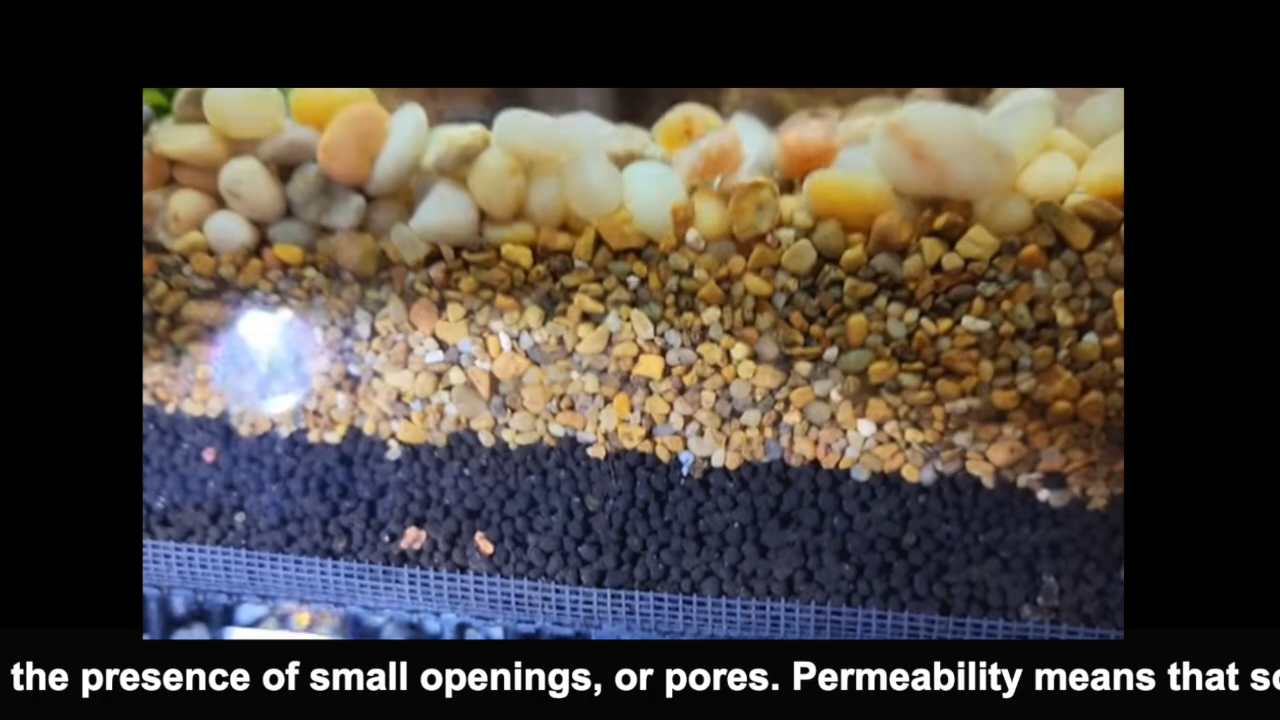 the presence of small openings, or pores. Permeability means that